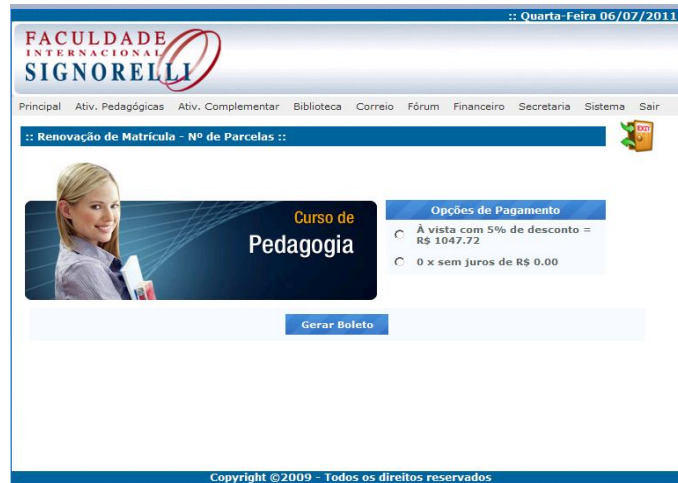 :: Quarta-Feira 06/07/2011
FACULDADE
INTERNACIONAL
SIGNORELLI
Principal Ativ. Pedagógicas Ativ. Complementar Biblioteca Correio Fórum Financeiro Secretaria Sistema Sair
:: Renovação de Matrícula - Nº de Parcelas ::
EXIT
Curso de
Pedagogia
Opções de Pagamento
À vista com 5% de desconto =
R$ 1047.72
0 x sem juros de R$ 0.00
Gerar Boleto
Copyright ©2009 - Todos os direitos reservados